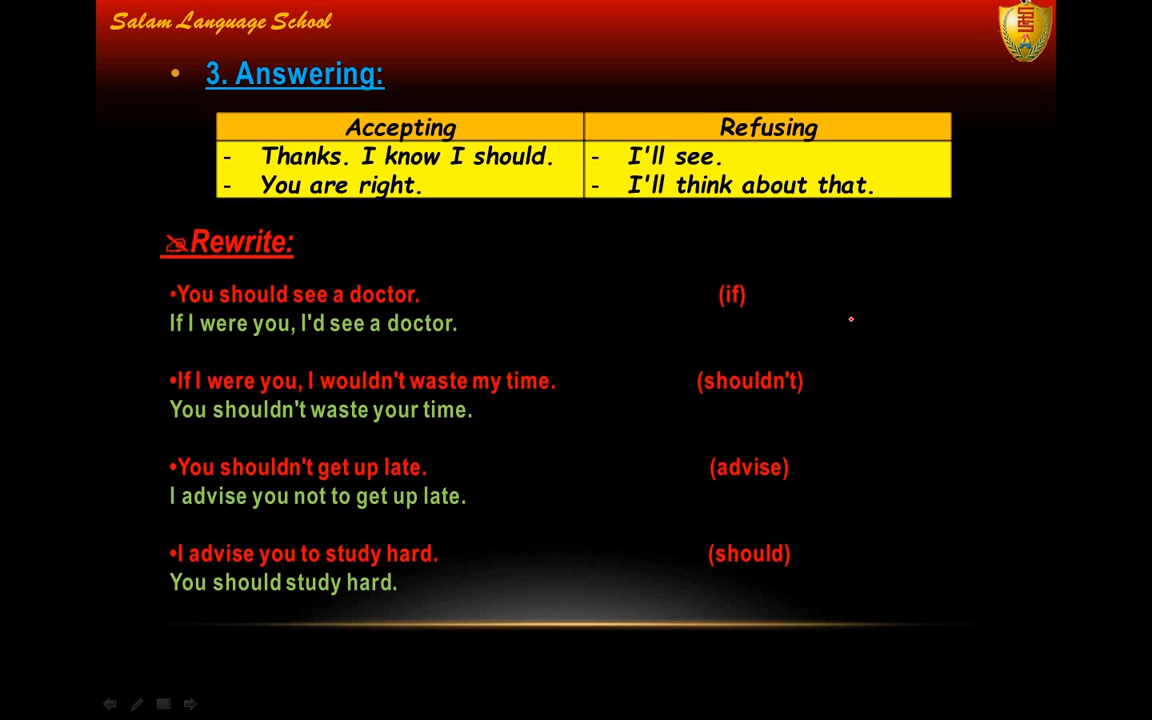 Salam Language School
• 3. Answering:
Accepting Refusing
- Thanks. I know I should. - I'll see.
- You are right. - I'll think about that.
Rewrite:
•You should see a doctor. (if)
If I were you, I'd see a doctor.
•If I were you, I wouldn't waste my time. (shouldn't)
You shouldn't waste your time.
•You shouldn't get up late. (advise)
I advise you not to get up late.
•I advise you to study hard. (should)
You should study hard.